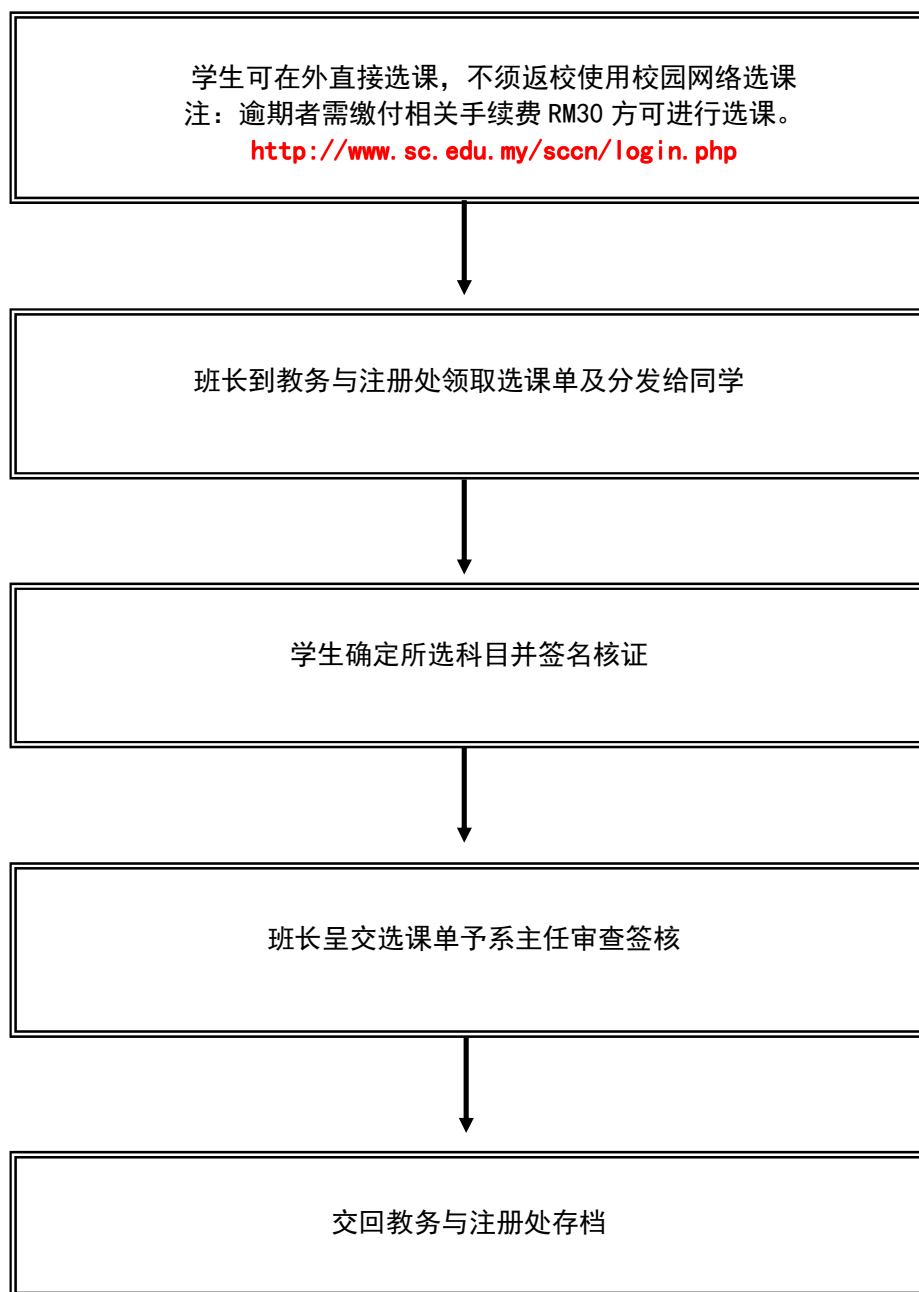 学生可在外直接选课，不须返校使用校园网络选课
注：逾期者需缴付相关手续费 RM30 方可进行选课。
http://www.sc.edu.my/sccn/login.php
班长到教务与注册处领取选课单及分发给同学
学生确定所选科目并签名核证
班长呈交选课单予系主任审查签核
交回教务与注册处存档